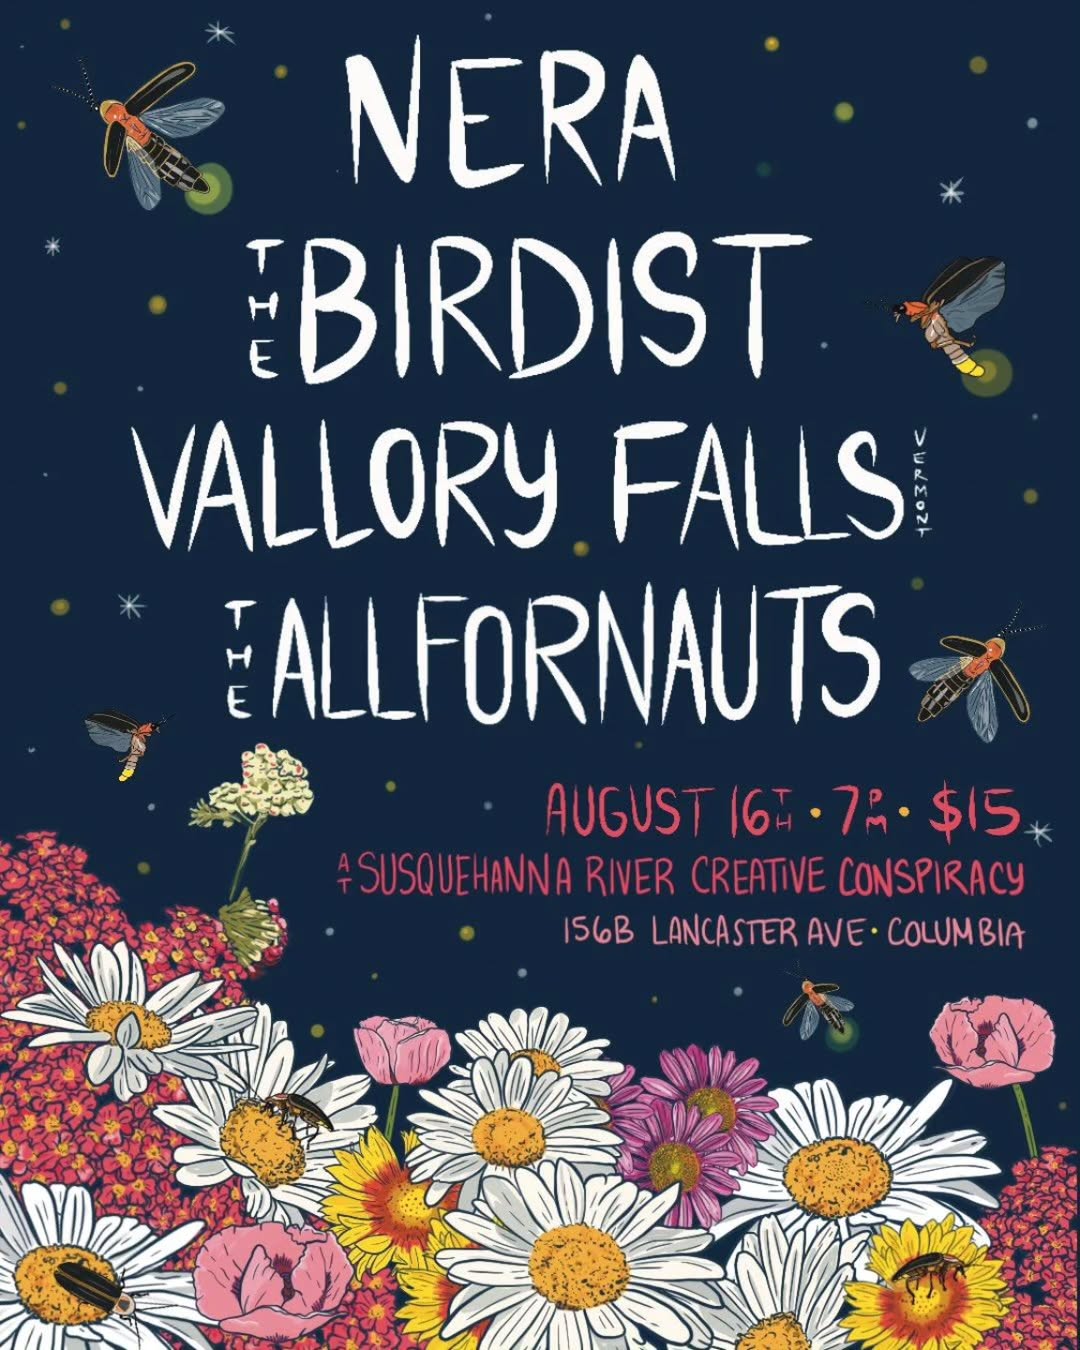 NERA
THE BIRDIST
VALLORY FALLS VERMONT
THE ALLFORNAUTS
AUGUST 16TH • 7PM • $15
AT SUSQUEHANNA RIVER CREATIVE CONSPIRACY
156B LANCASTER AVE • COLUMBIA